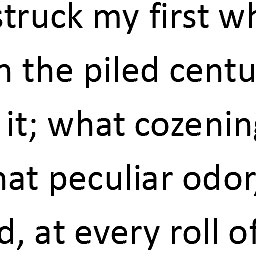 struck my first wh
n the piled centu
it; what cozening
hat peculiar odor,
d, at every roll of